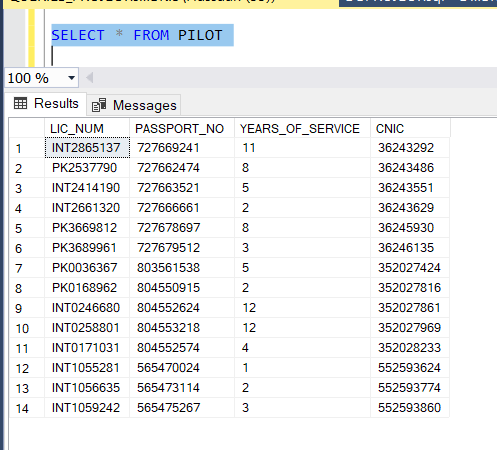 SELECT * FROM PILOT
100 %
Results Messages
LIC_NUM PASSPORT_NO YEARS_OF_SERVICE CNIC
1 INT2865137 727669241 11 36243292
2 PK2537790 727662474 8 36243486
3 INT2414190 727663521 5 36243551
4 INT2661320 727666661 2 36243629
5 PK3669812 727678697 8 36245930
6 PK3689961 727679512 3 36246135
7 PK0036367 803561538 5 352027424
8 PK0168962 804550915 2 352027816
9 INT0246680 804552624 12 352027861
10 INT0258801 804553218 12 352027969
11 INT0171031 804552574 4 352028233
12 INT1055281 565470024 1 552593624
13 INT1056635 565473114 2 552593774
14 INT1059242 565475267 3 552593860